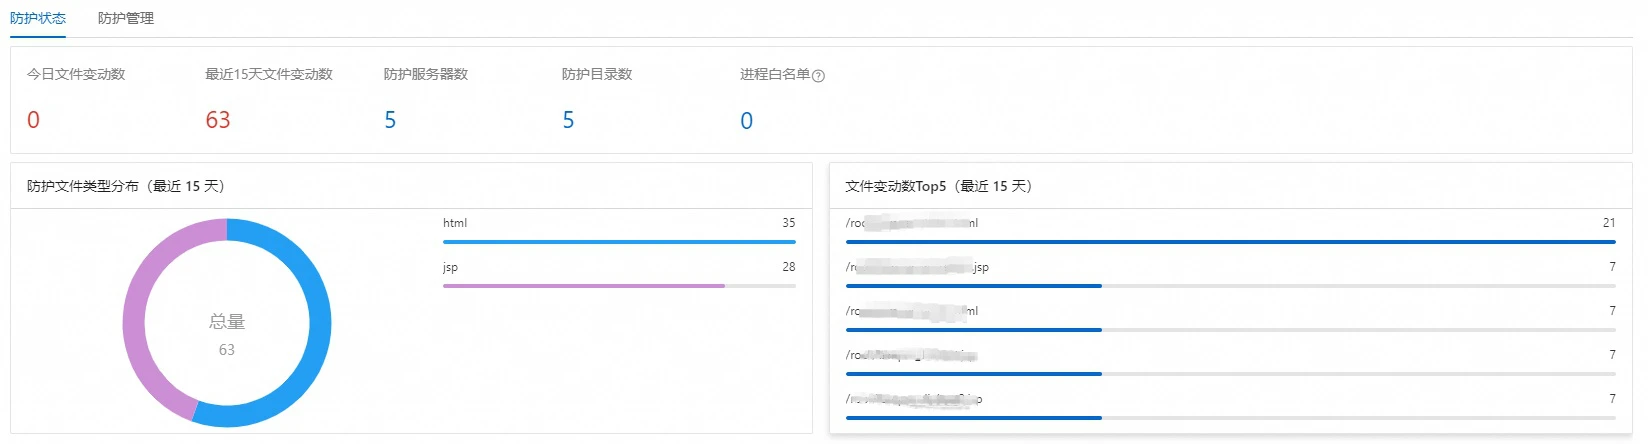 防护状态 防护管理
今日文件变动数 最近15天文件变动数 防护服务器数 防护目录数 进程白名单?
0 63 5 5 0
防护文件类型分布（最近 15 天）
html 35
jsp 28
总量
63
文件变动数Top5（最近 15 天）
21
.jsp 7
7
7
7